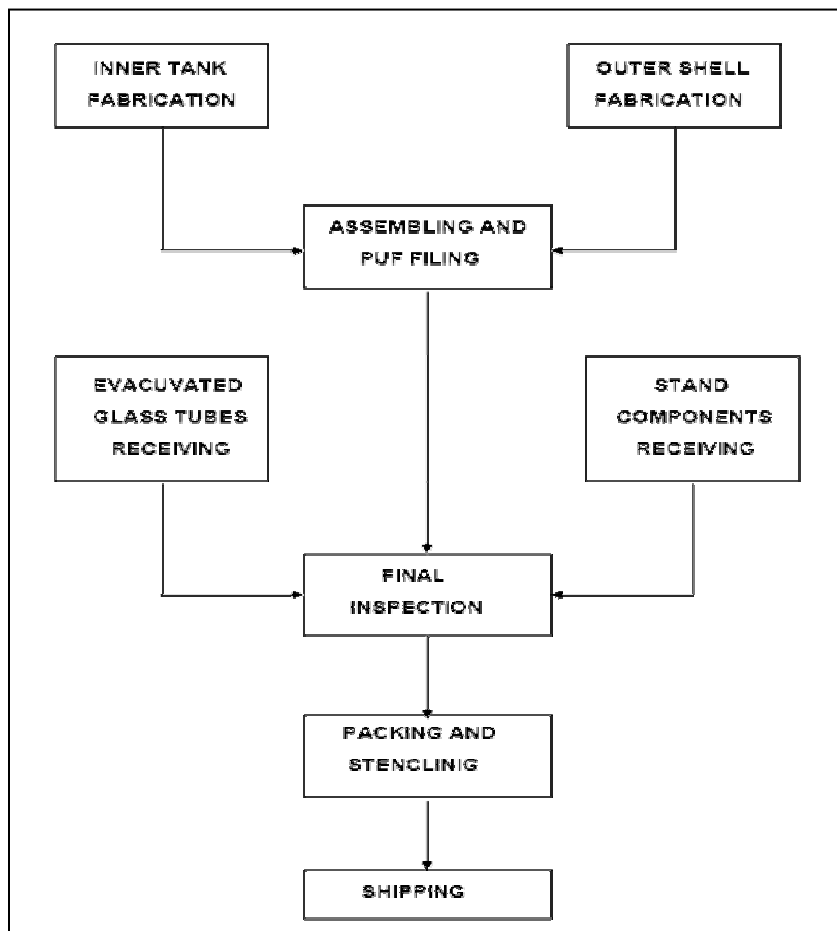 INNER TANK
FABRICATION
OUTER SHELL
FABRICATION
ASSEMBLING AND
PUF FILING
EVACUVATED
GLASS TUBES
RECEIVING
STAND
COMPONENTS
RECEIVING
FINAL
INSPECTION
PACKING AND
STENCLINIG
SHIPPING